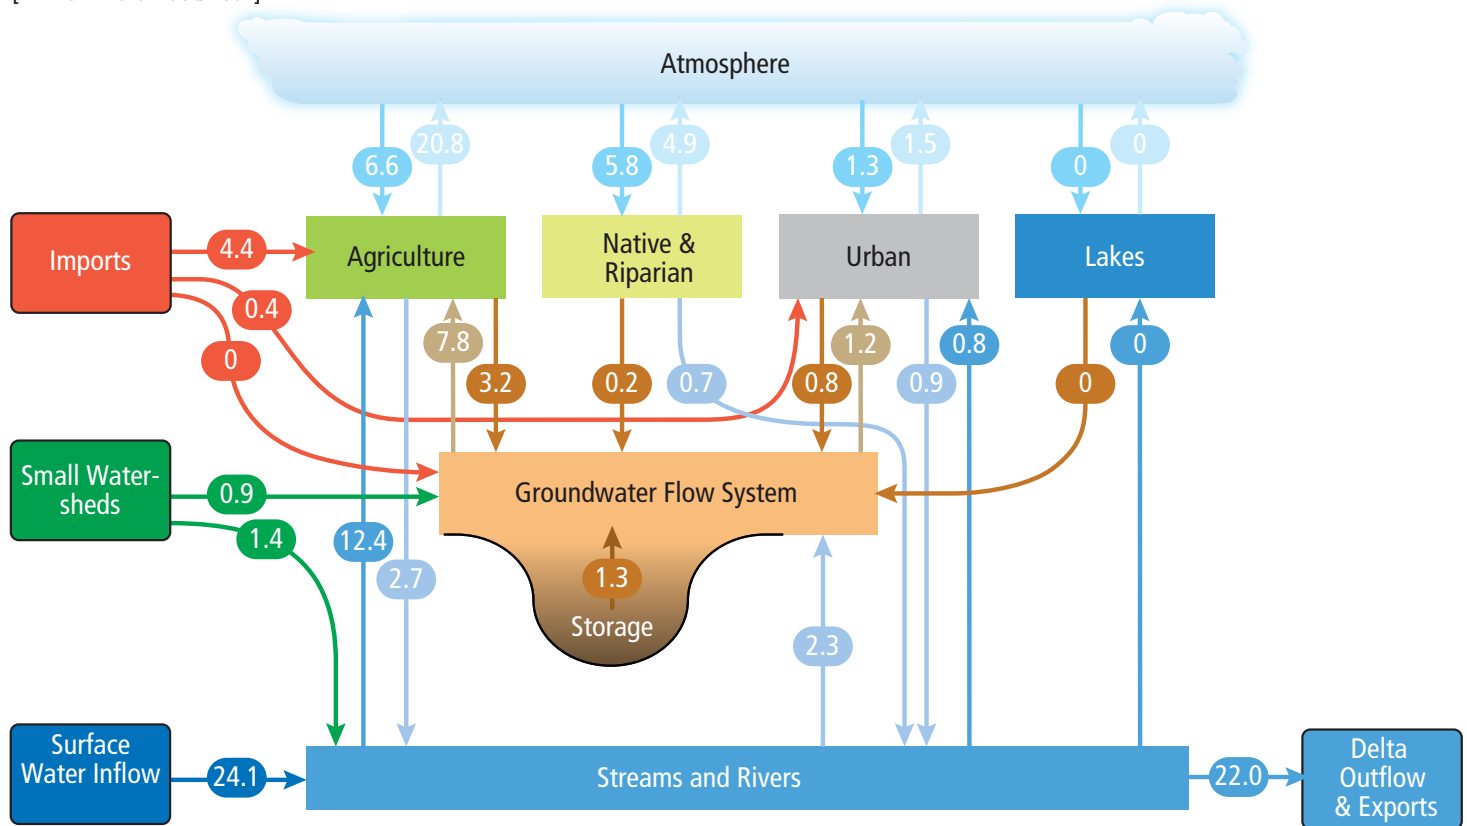 Atmosphere
20.8
4.9
1.5
0
6.6
5.8
1.3
0
Imports
4.4
Agriculture
Native &
Riparian
Urban
Lakes
0.4
0
7.8
1.2
0.8
0
3.2
0.2
0.7
0.8
0.9
0
Small Water-
sheds
0.9
1.4
Groundwater Flow System
12.4
2.7
1.3
Storage
2.3
Surface
Water Inflow
24.1
Streams and Rivers
22.0
Delta
Outflow
& Exports